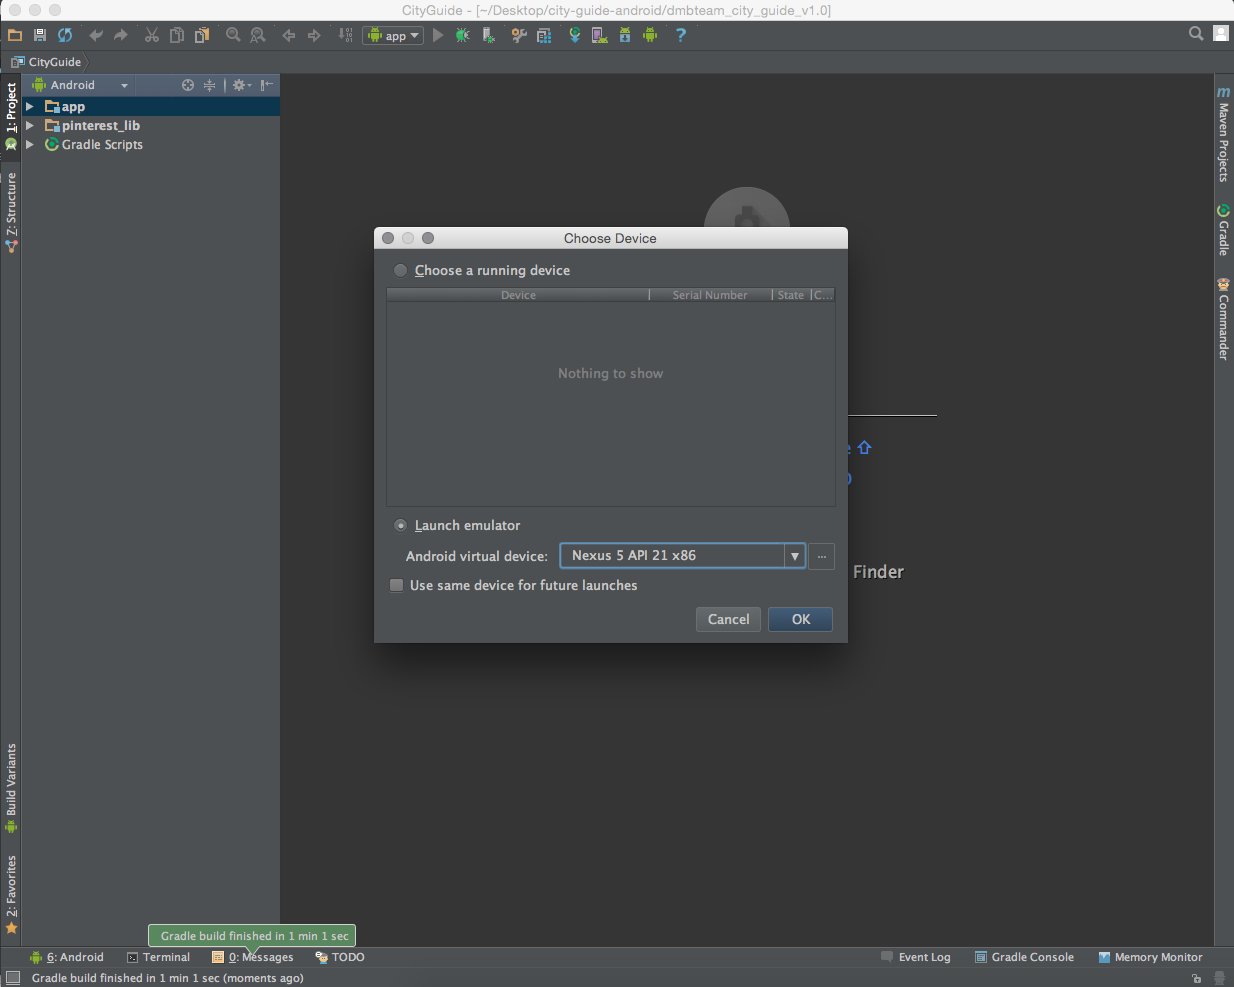 CityGuide - [~/Desktop/city-guide-android/dmbteam_city_guide_v1.0]
app
?
CityGuide
Android
app
pinterest_lib
Gradle Scripts
1: Project
Z: Structure
Build Variants
2: Favorites
m
Maven Projects
Gradle
Commander
Choose Device
Choose a running device
Device Serial Number State C...
Nothing to show
Launch emulator
Android virtual device: Nexus 5 API 21 x86 ...
Use same device for future launches
Cancel OK
Finder
Gradle build finished in 1 min 1 sec
6: Android Terminal 0: Messages TODO Event Log Gradle Console Memory Monitor
Gradle build finished in 1 min 1 sec (moments ago)